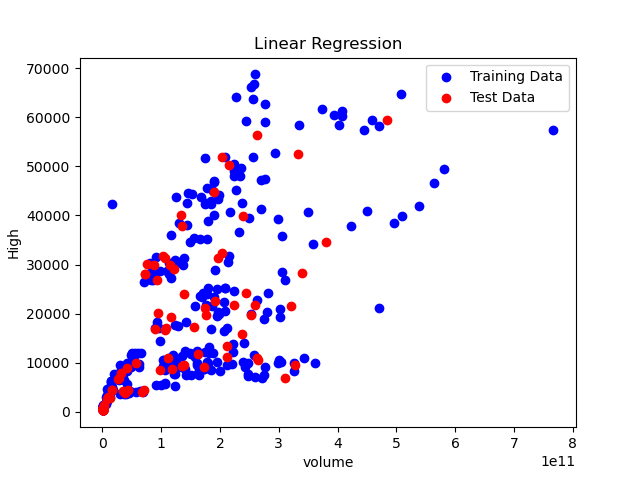 Linear Regression
Training Data
Test Data
High
70000
60000
50000
40000
30000
20000
10000
0
0 1 2 3 4 5 6 7 8
1e11
volume